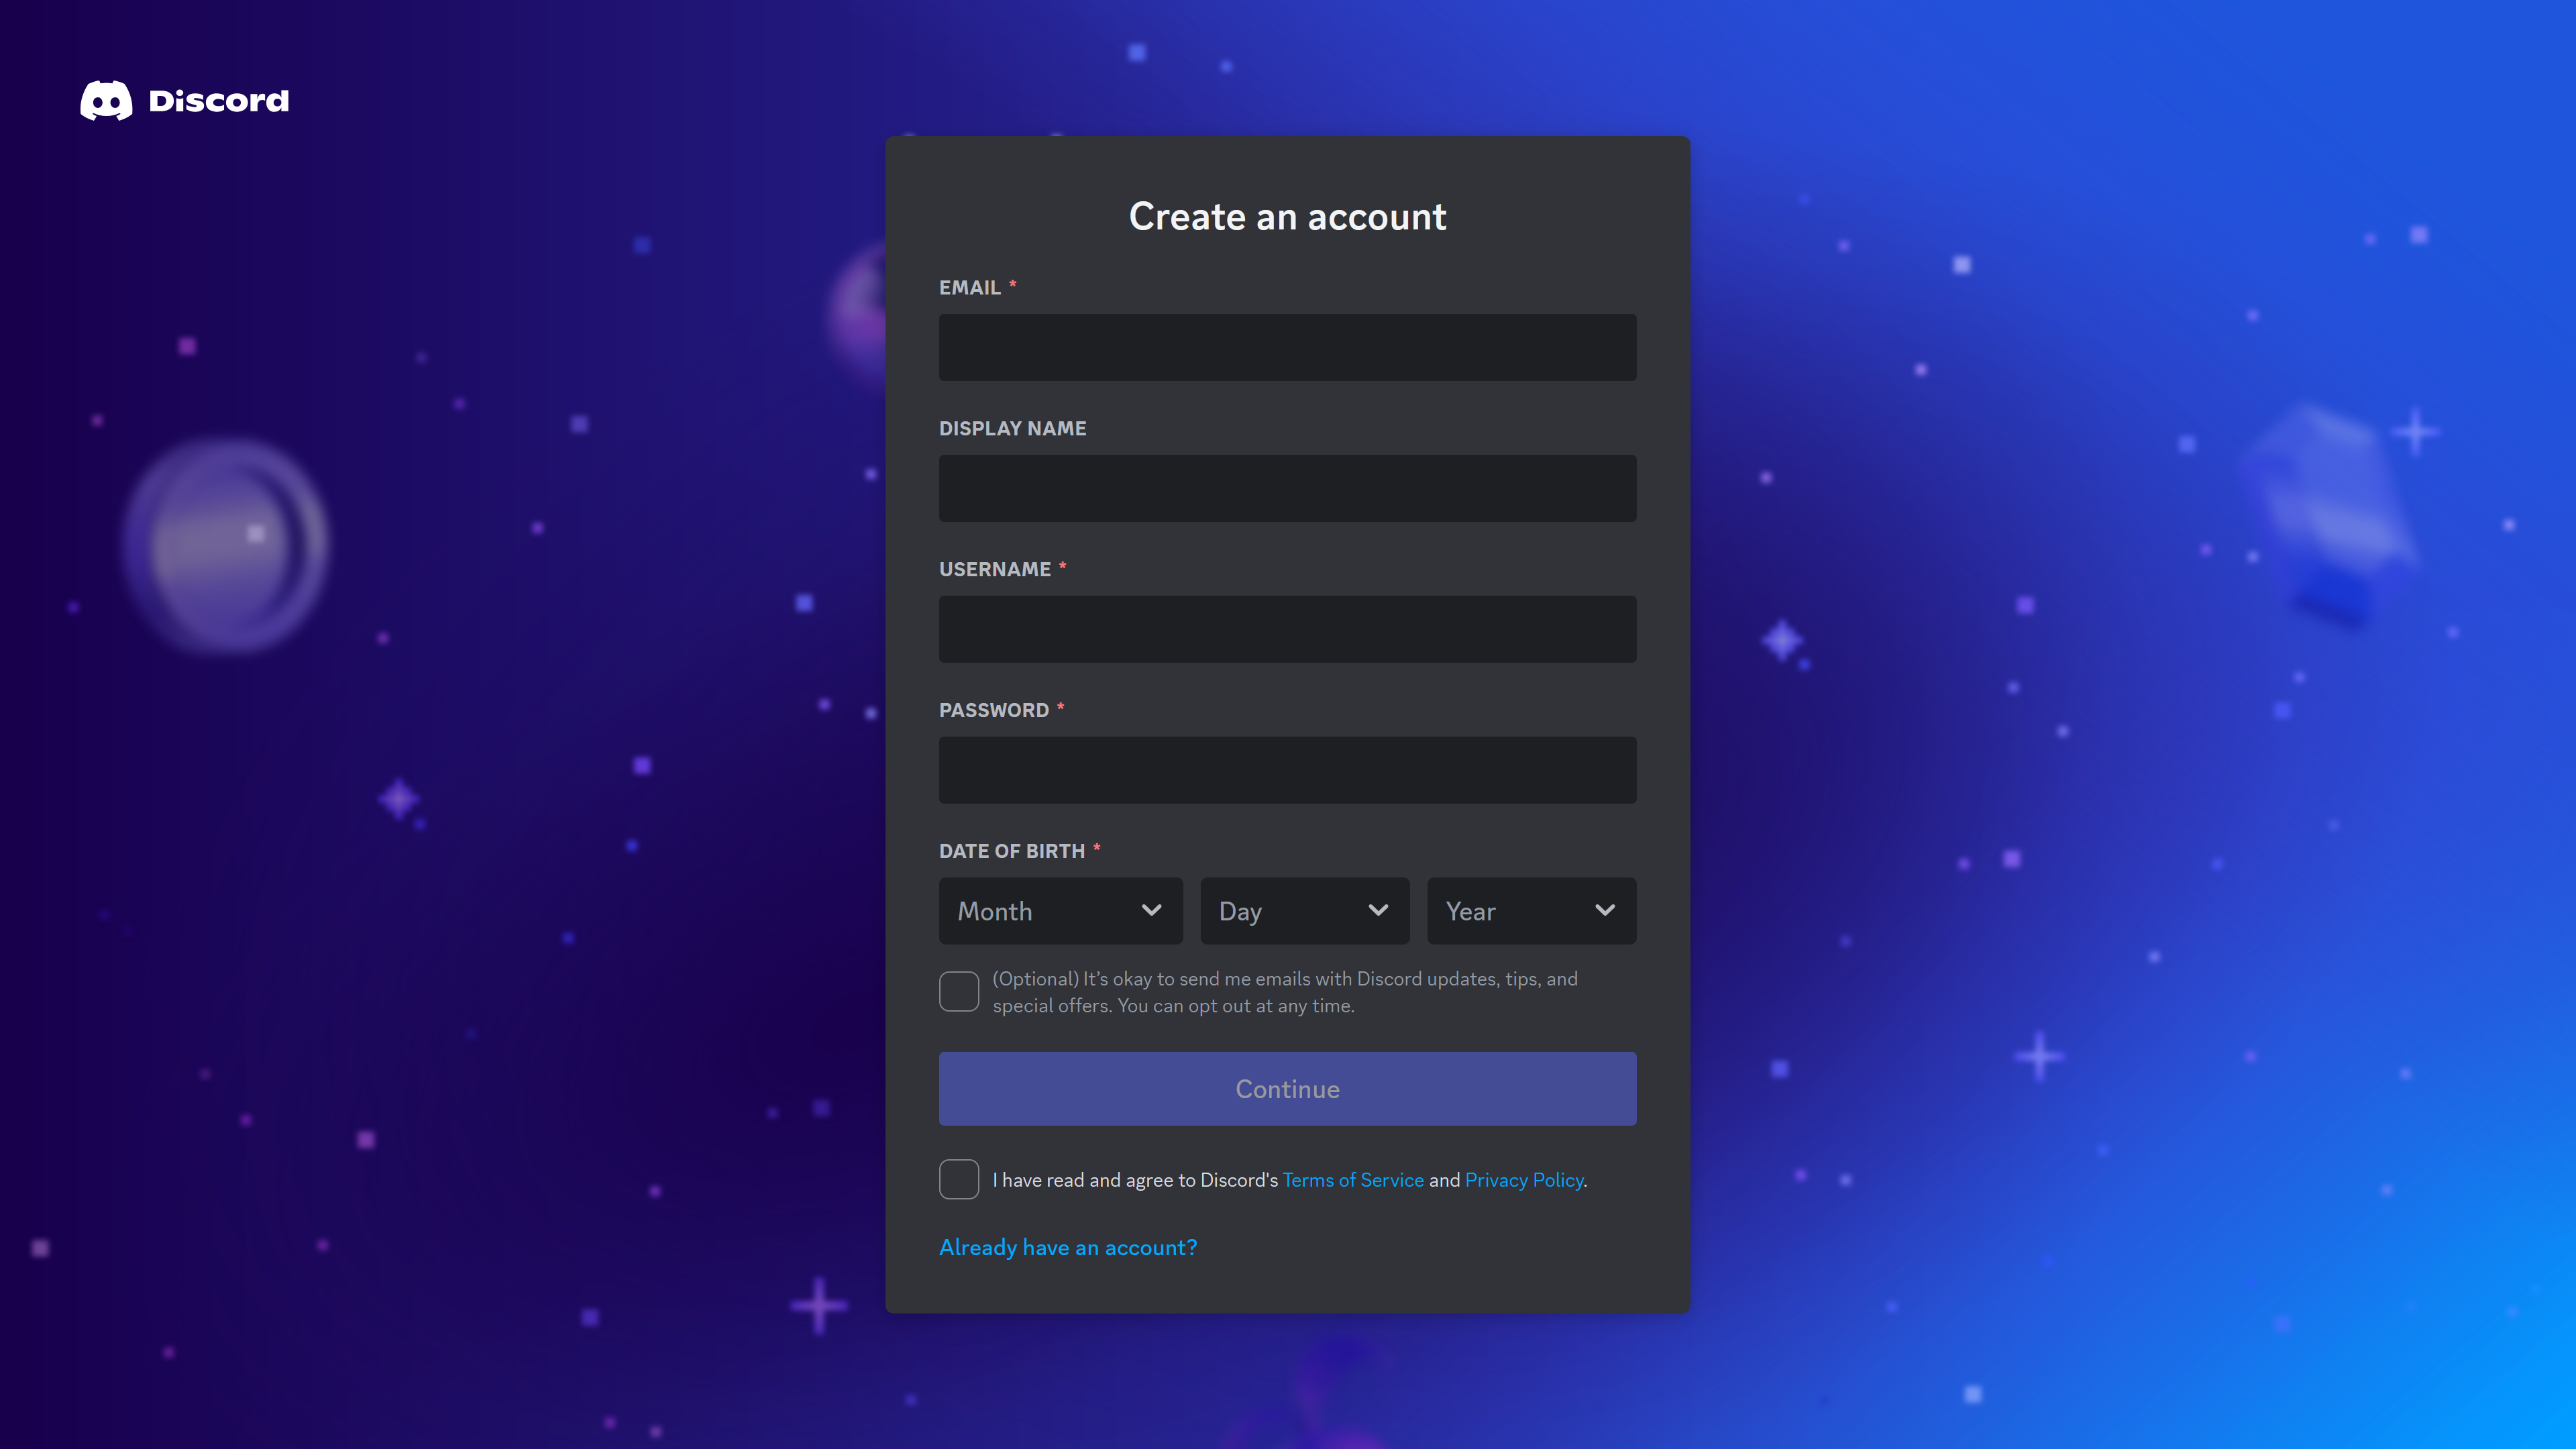 Discord
Create an account
EMAIL *
DISPLAY NAME
USERNAME *
PASSWORD *
DATE OF BIRTH *
Month Day Year
(Optional) It’s okay to send me emails with Discord updates, tips, and
special offers. You can opt out at any time.
Continue
I have read and agree to Discord's Terms of Service and Privacy Policy.
Already have an account?